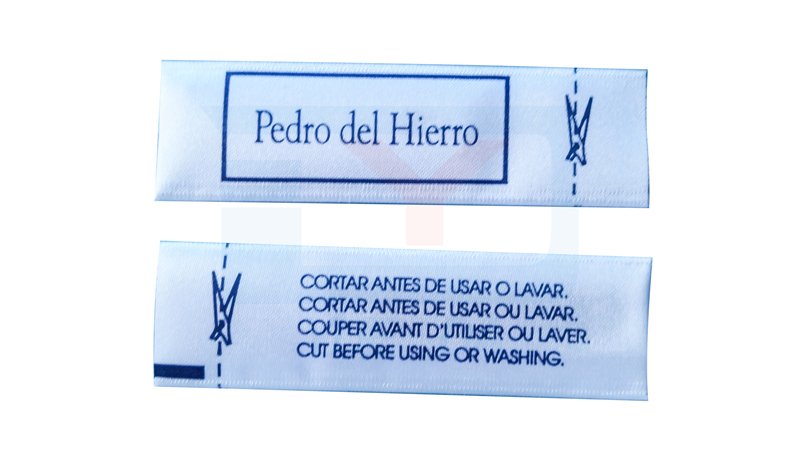 Pedro del Hierro
CORTAR ANTES DE USAR O LAVAR.
CORTAR ANTES DE USAR OU LAVAR.
COUPER AVANT D'UTILISER OU LAVER.
CUT BEFORE USING OR WASHING.